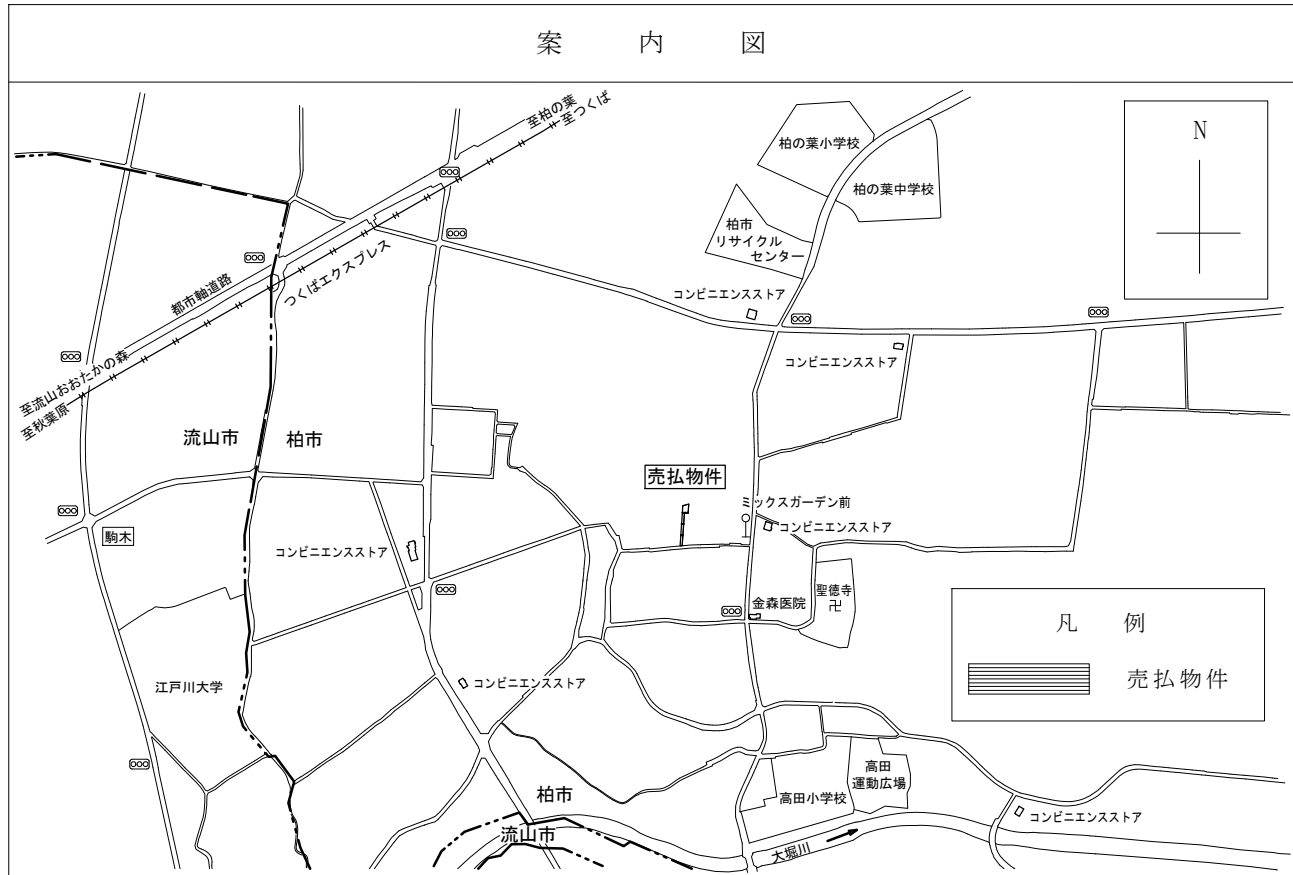 案内図
至柏の葉
至つくば
柏の葉小学校
柏の葉中学校
N
柏市
リサイクル
センター
都市軸道路
つくばエクスプレス
コンビニエンスストア
コンビニエンスストア
至流山おおたかの森
至秋葉原
流山市
柏市
売払物件
ミックスガーデン前
コンビニエンスストア
駒木
コンビニエンスストア
金森医院
聖徳寺
卍
凡例
売払物件
江戸川大学
コンビニエンスストア
柏市
流山市
高田小学校
高田
運動広場
コンビニエンスストア
大堀川